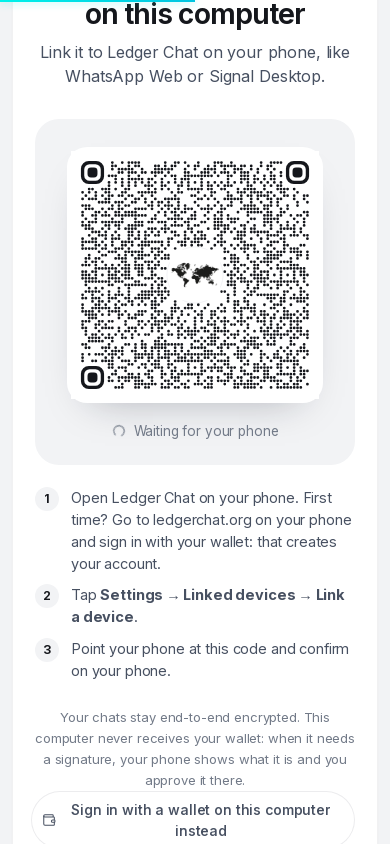 on this computer
Link it to Ledger Chat on your phone, like
WhatsApp Web or Signal Desktop.
Waiting for your phone
1 Open Ledger Chat on your phone. First
time? Go to ledgerchat.org on your phone
and sign in with your wallet: that creates
your account.
2 Tap Settings → Linked devices → Link
a device.
3 Point your phone at this code and confirm
on your phone.
Your chats stay end-to-end encrypted. This
computer never receives your wallet: when it needs
a signature, your phone shows what it is and you
approve it there.
Sign in with a wallet on this computer
instead